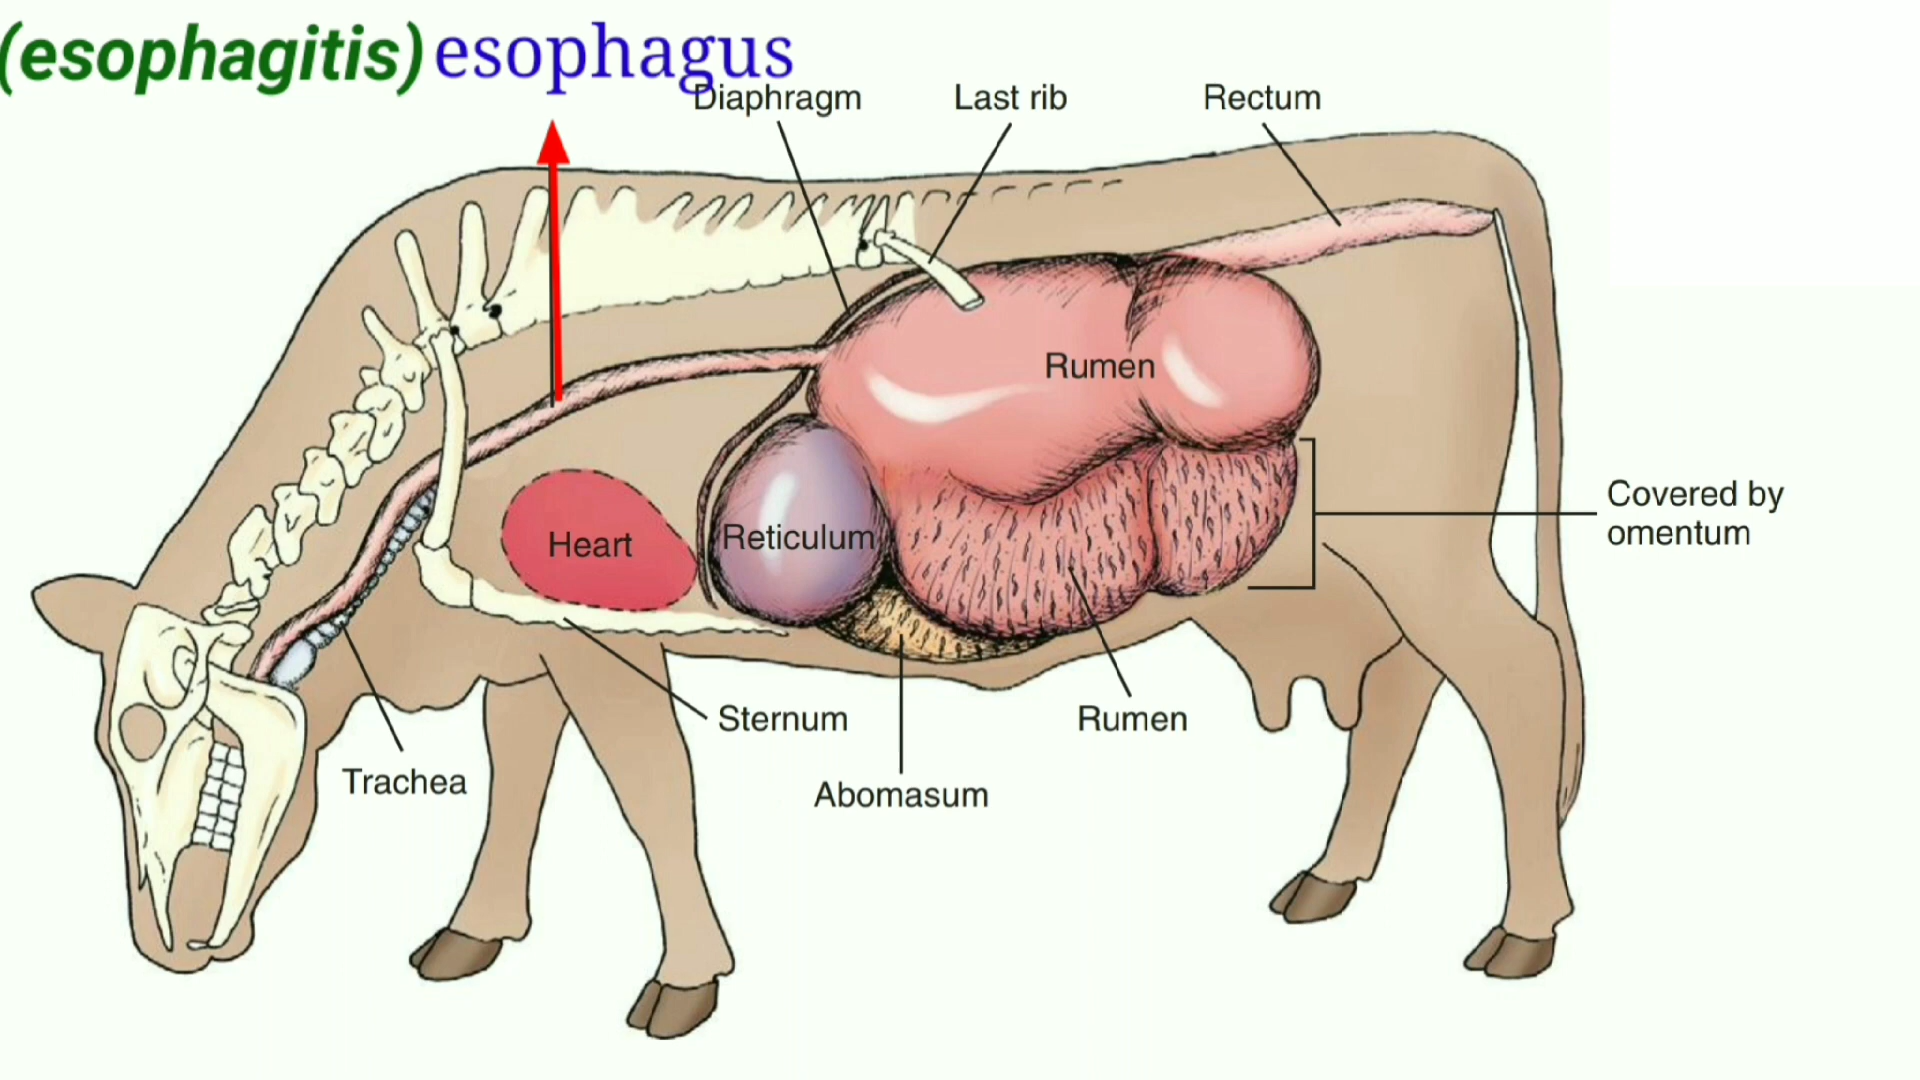 (esophagitis) esophagus
Diaphragm
Last rib
Rectum
Rumen
Covered by
omentum
Heart
Reticulum
Sternum
Rumen
Trachea
Abomasum